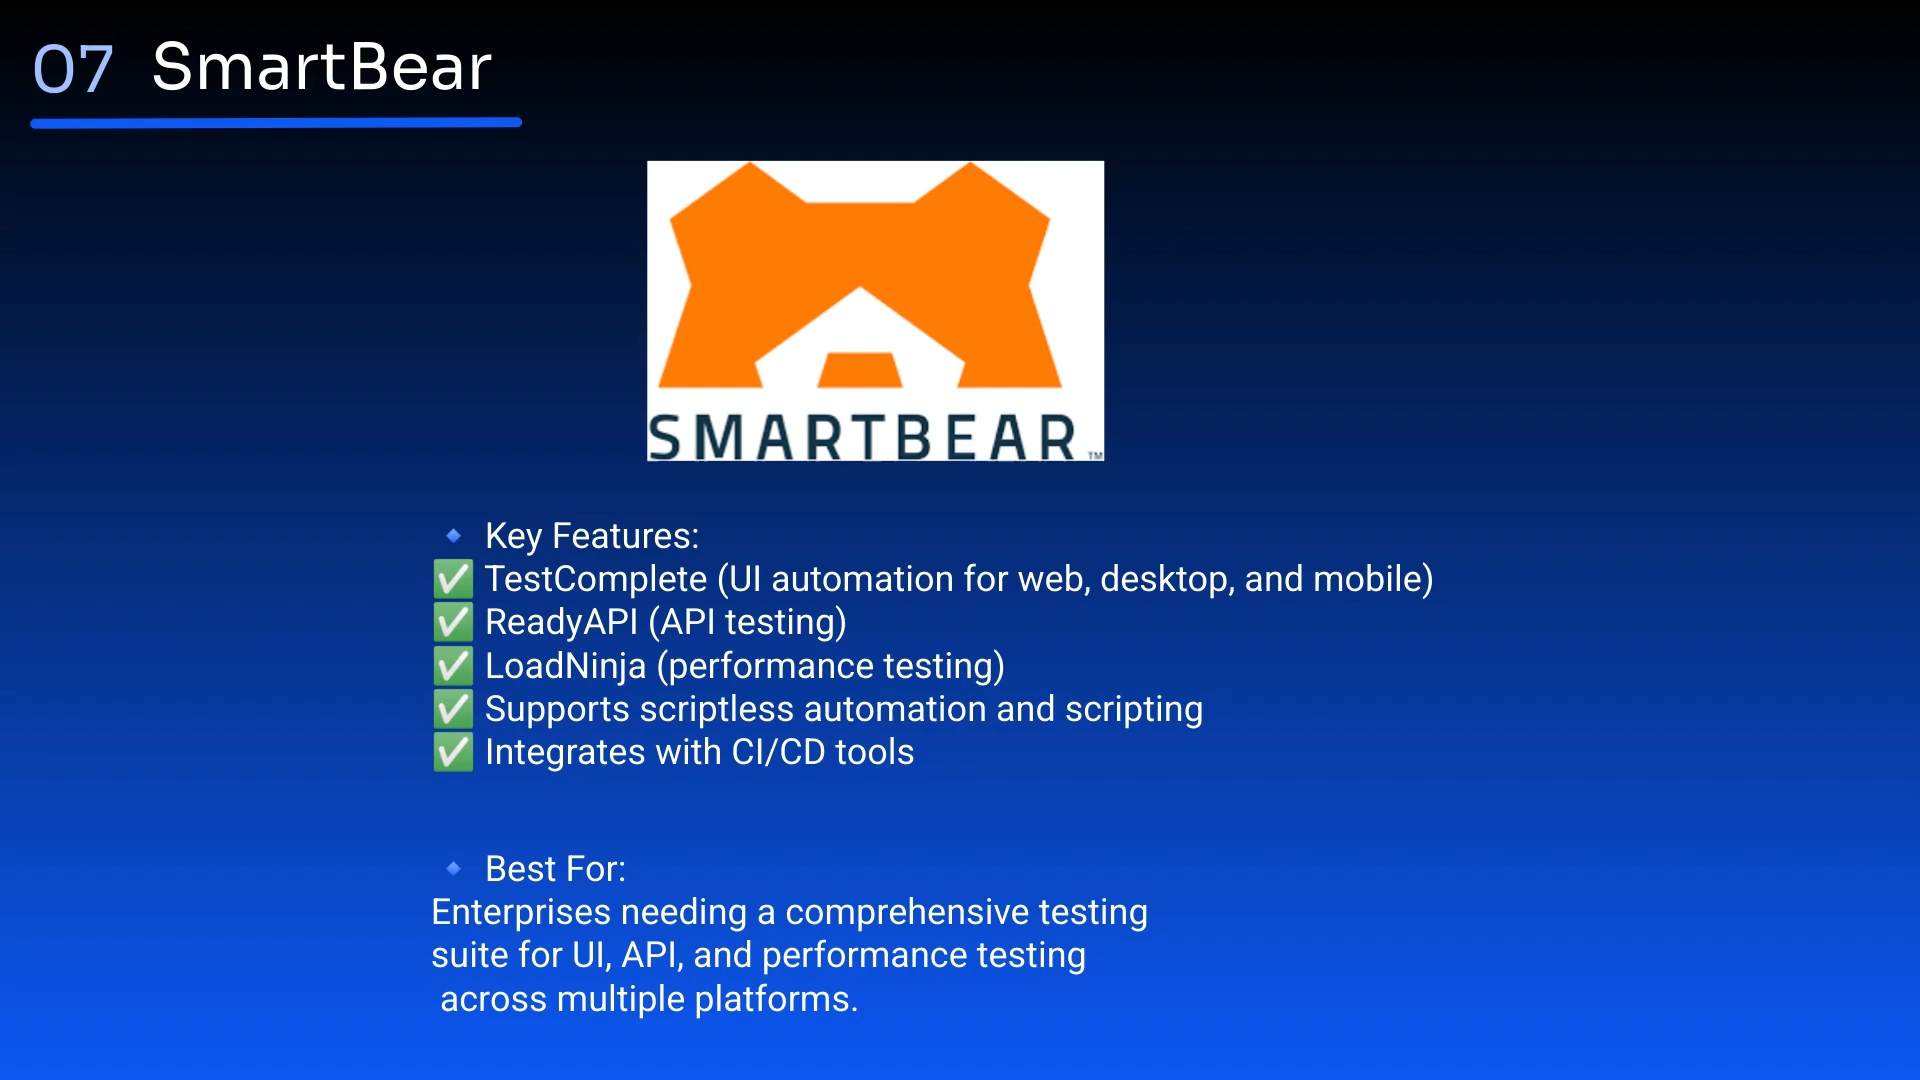 07 SmartBear
SMARTBEAR™
🔹 Key Features:
✅ TestComplete (UI automation for web, desktop, and mobile)
✅ ReadyAPI (API testing)
✅ LoadNinja (performance testing)
✅ Supports scriptless automation and scripting
✅ Integrates with CI/CD tools
🔹 Best For:
Enterprises needing a comprehensive testing
suite for UI, API, and performance testing
across multiple platforms.